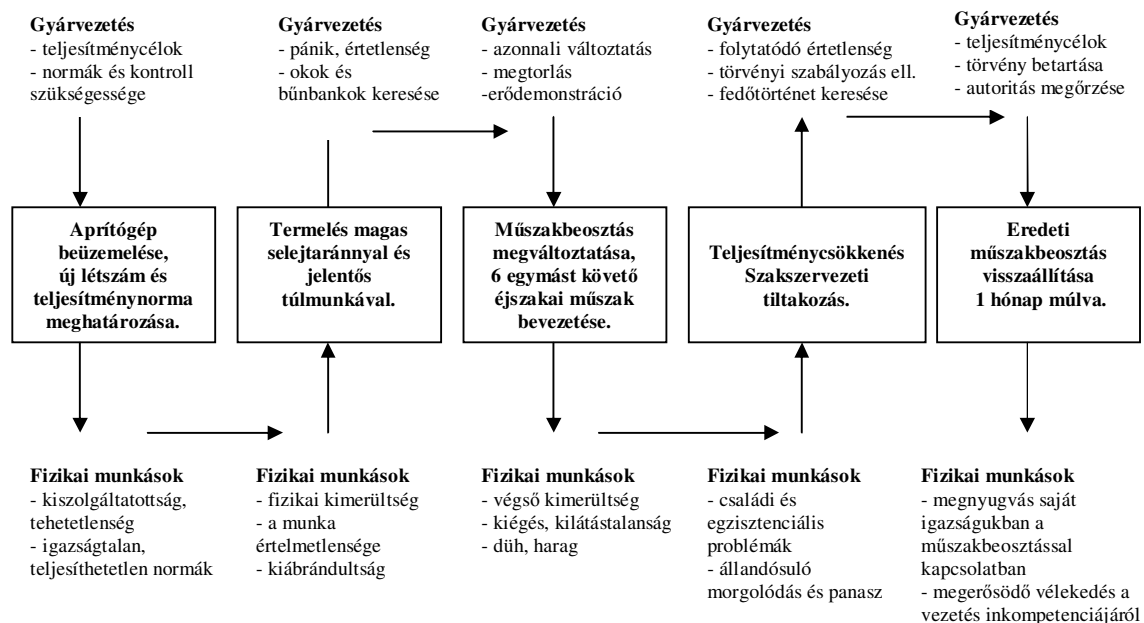 Gyárvezetés
- teljesítménycélok
- normák és kontroll
szükségessége
Gyárvezetés
- pánik, értetlenség
- okok és
bűnbankok keresése
Gyárvezetés
- azonnali változtatás
- megtorlás
-erődemonstráció
Gyárvezetés
- folytatódó értetlenség
- törvényi szabályozás ell.
- fedőtörténet keresése
Gyárvezetés
- teljesítménycélok
- törvény betartása
- autoritás megőrzése
Aprítógép
beüzemelése,
új létszám és
teljesítménynorma
meghatározása.
Termelés magas
selejtaránnyal és
jelentős
túlmunkával.
Műszakbeosztás
megváltoztatása,
6 egymást követő
éjszakai műszak
bevezetése.
Teljesítménycsökkenés
Szakszervezeti
tiltakozás.
Eredeti
műszakbeosztás
visszaállítása
1 hónap múlva.
Fizikai munkások
- kiszolgáltatottság,
tehetetlenség
- igazságtalan,
teljesíthetetlen normák
Fizikai munkások
- fizikai kimerültség
- a munka
értelmetlensége
- kiábrándultság
Fizikai munkások
- végső kimerültség
- kiégés, kilátástalanság
- düh, harag
Fizikai munkások
- családi és
egzisztenciális
problémák
- állandósuló
morgolódás és panasz
Fizikai munkások
- megnyugvás saját
igazságukban a
műszakbeosztással
kapcsolatban
- megerősödő vélekedés a
vezetés inkompetenciájáról